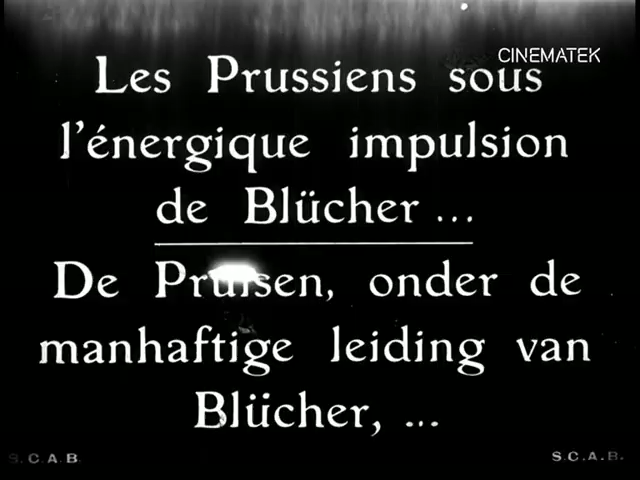 CINEMATEK
Les Prussiens sous
l'énergique impulsion
de Blücher ...
De Pruisen, onder de
manhaftige leiding van
Blücher, ...
S.C.A.B.
S.C.A.B.